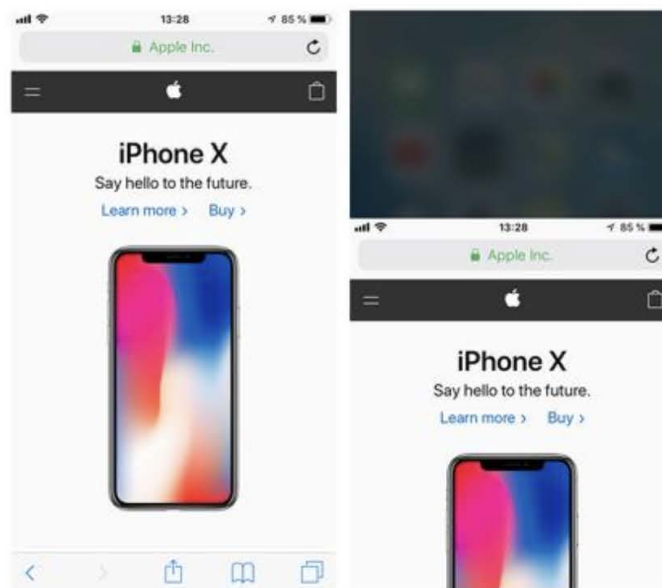 13:28
85 %
Apple Inc.
iPhone X
Say hello to the future.
Learn more > Buy >
13:28
85 %
Apple Inc.
iPhone X
Say hello to the future.
Learn more > Buy >